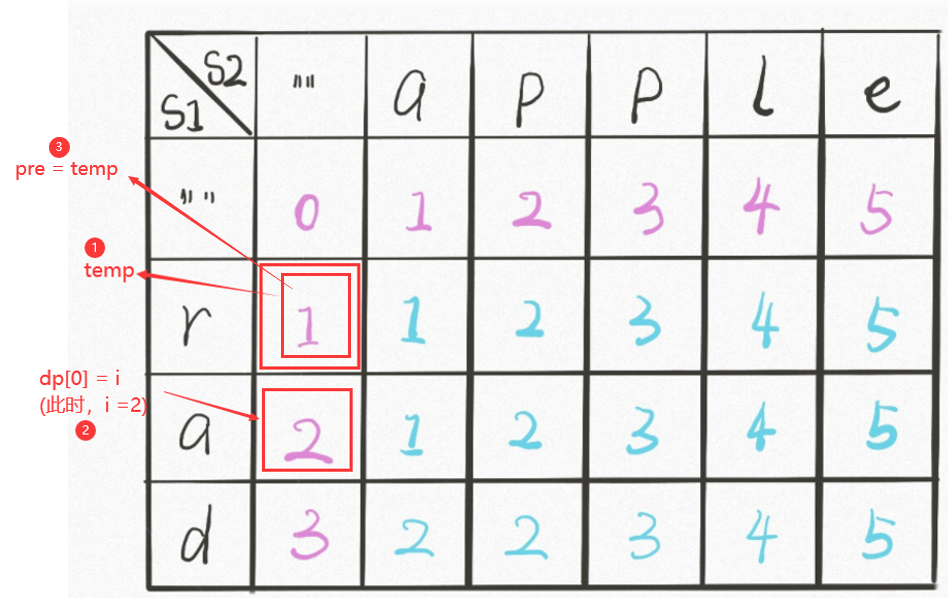 S2
S1
"" a p p l e
"" 0 1 2 3 4 5
r 1 1 2 3 4 5
a 2 1 2 3 4 5
d 3 2 2 3 4 5
3
pre = temp
1
temp
dp[0] = i
(此时，i =2)
2